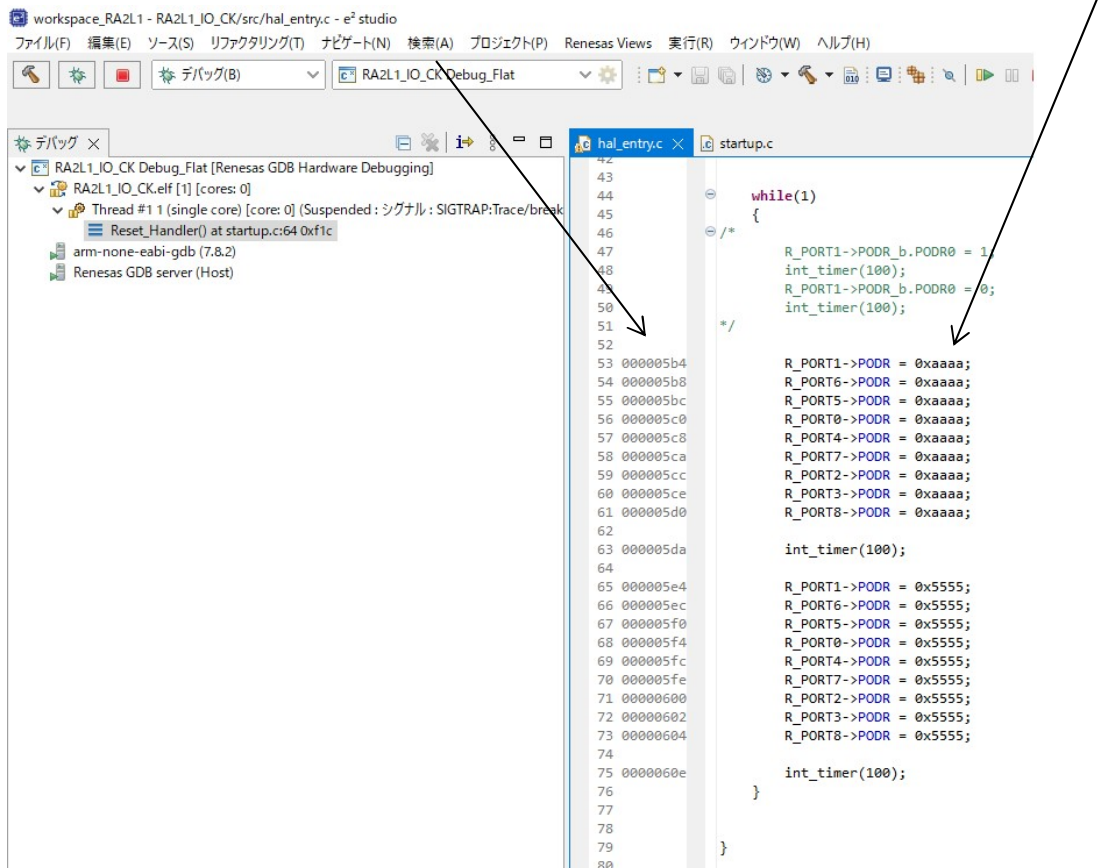 workspace_RA2L1 - RA2L1_IO_CK/src/hal_entry.c - e² studio
ファイル(F) 編集(E) ソース(S) リファクタリング(T) ナビゲート(N) 検索(A) プロジェクト(P) Renesas Views 実行(R) ウィンドウ(W) ヘルプ(H)
デバッグ(B) RA2L1_IO_CK Debug_Flat
デバッグ
RA2L1_IO_CK Debug_Flat [Renesas GDB Hardware Debugging]
RA2L1_IO_CK.elf [1] [cores: 0]
Thread #1 1 (single core) [core: 0] (Suspended : シグナル : SIGTRAP:Trace/break
Reset_Handler() at startup.c:64 0xf1c
arm-none-eabi-gdb (7.8.2)
Renesas GDB server (Host)
hal_entry.c startup.c
42
43
44 while(1)
45 {
46 /*
47 R_PORT1->PODR_b.PODR0 = 1;
48 int_timer(100);
49 R_PORT1->PODR_b.PODR0 = 0;
50 int_timer(100);
51 */
52
53 000005b4 R_PORT1->PODR = 0xaaaa;
54 000005b8 R_PORT6->PODR = 0xaaaa;
55 000005bc R_PORT5->PODR = 0xaaaa;
56 000005c0 R_PORT0->PODR = 0xaaaa;
57 000005c8 R_PORT4->PODR = 0xaaaa;
58 000005ca R_PORT7->PODR = 0xaaaa;
59 000005cc R_PORT2->PODR = 0xaaaa;
60 000005ce R_PORT3->PODR = 0xaaaa;
61 000005d0 R_PORT8->PODR = 0xaaaa;
62
63 000005da int_timer(100);
64
65 000005e4 R_PORT1->PODR = 0x5555;
66 000005ec R_PORT6->PODR = 0x5555;
67 000005f0 R_PORT5->PODR = 0x5555;
68 000005f4 R_PORT0->PODR = 0x5555;
69 000005fc R_PORT4->PODR = 0x5555;
70 000005fe R_PORT7->PODR = 0x5555;
71 00000600 R_PORT2->PODR = 0x5555;
72 00000602 R_PORT3->PODR = 0x5555;
73 00000604 R_PORT8->PODR = 0x5555;
74
75 0000060e int_timer(100);
76 }
77
78
79 }
80